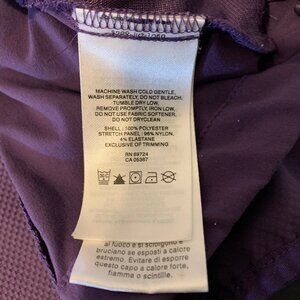 MACHINE WASH COLD GENTLE,
WASH SEPARATELY, DO NOT BLEACH,
TUMBLE DRY LOW,
REMOVE PROMPTLY, IRON LOW,
DO NOT USE FABRIC SOFTENER,
DO NOT DRYCLEAN
SHELL : 100% POLYESTER
STRETCH PANEL : 96% NYLON,
4% ELASTANE
EXCLUSIVE OF TRIMMING
RN 69724
CA 05367
al fuoco e si sciolgono e
bruciano se esposti a calore
estremo. Evitare di esporre
questo capo a calore forte,
fiamma o scintille.